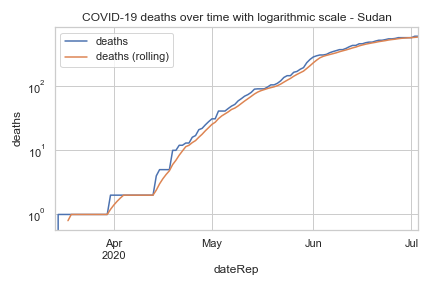 COVID-19 deaths over time with logarithmic scale - Sudan
deaths
deaths (rolling)
10²
10¹
10⁰
deaths
Apr
2020
May
Jun
Jul
dateRep